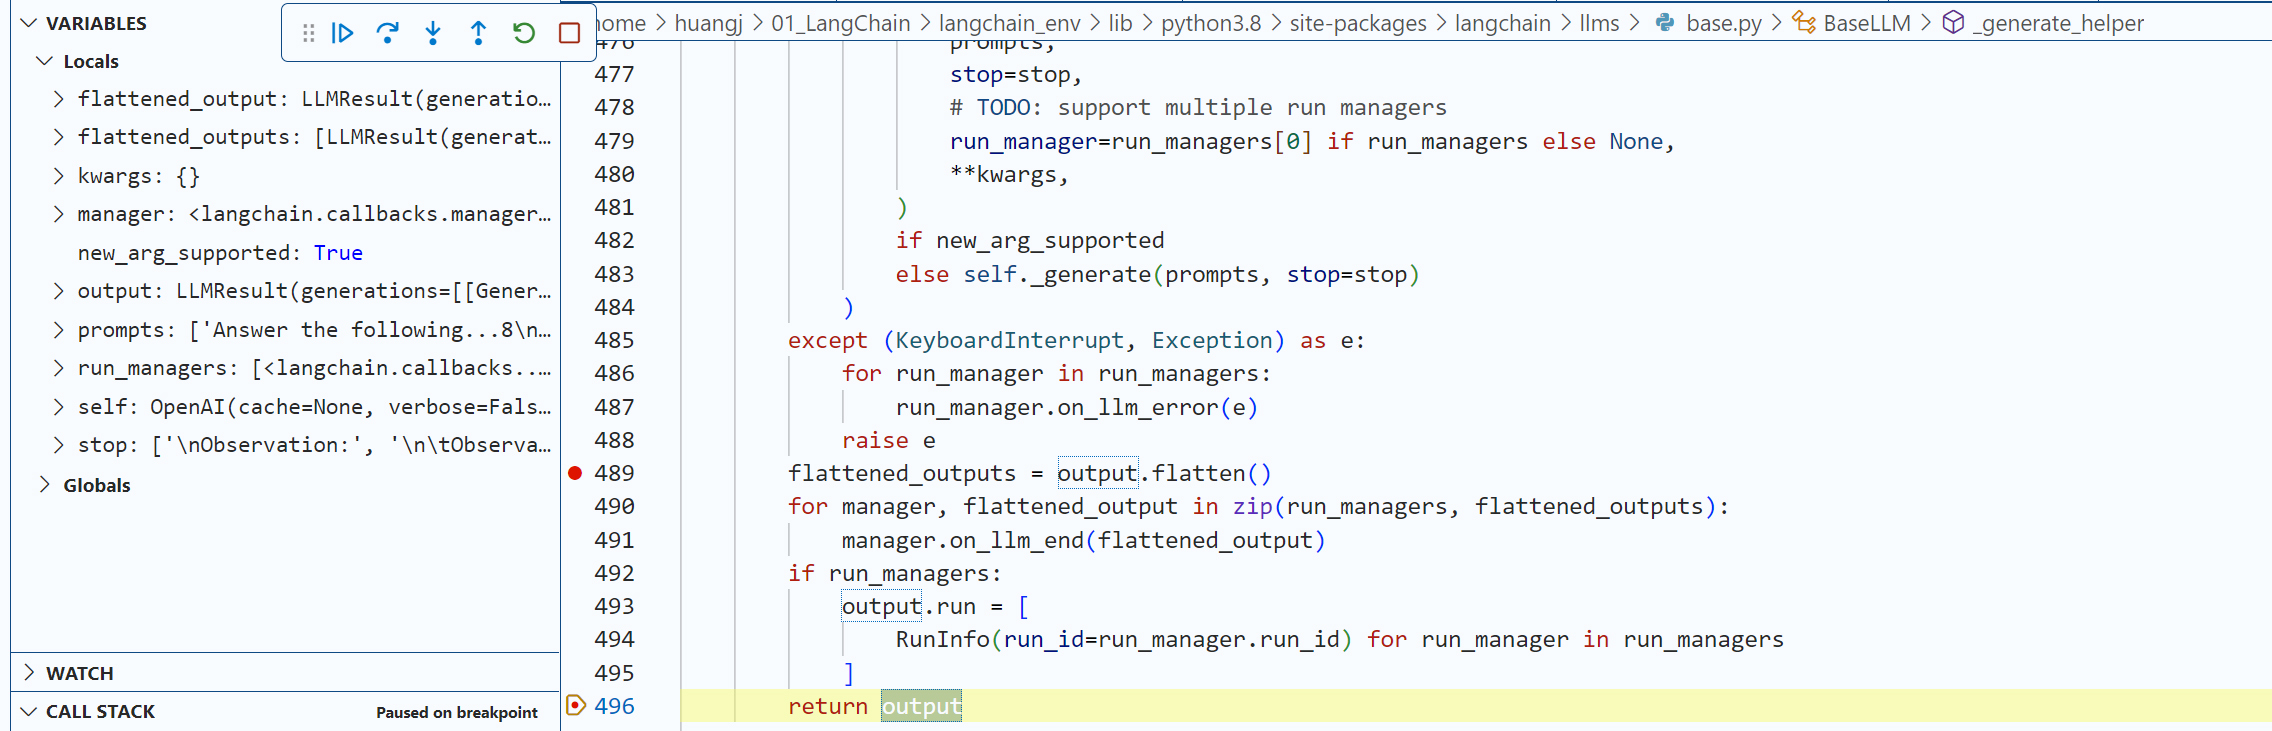 VARIABLES
Locals
flattened_output: LLMResult(generatio…
flattened_outputs: [LLMResult(generat…
kwargs: {}
manager: <langchain.callbacks.manager…
new_arg_supported: True
output: LLMResult(generations=[[Gener…
prompts: ['Answer the following...8\n…
run_managers: [<langchain.callbacks..…
self: OpenAI(cache=None, verbose=Fals…
stop: ['\nObservation:', '\n\tObserva…
Globals
WATCH
CALL STACK Paused on breakpoint
home > huangj > 01_LangChain > langchain_env > lib > python3.8 > site-packages > langchain > llms > base.py > BaseLLM > _generate_helper
476 prompts,
477 stop=stop,
478 # TODO: support multiple run managers
479 run_manager=run_managers[0] if run_managers else None,
480 **kwargs,
481 )
482 if new_arg_supported
483 else self._generate(prompts, stop=stop)
484 )
485 except (KeyboardInterrupt, Exception) as e:
486 for run_manager in run_managers:
487 run_manager.on_llm_error(e)
488 raise e
489 flattened_outputs = output.flatten()
490 for manager, flattened_output in zip(run_managers, flattened_outputs):
491 manager.on_llm_end(flattened_output)
492 if run_managers:
493 output.run = [
494 RunInfo(run_id=run_manager.run_id) for run_manager in run_managers
495 ]
496 return output